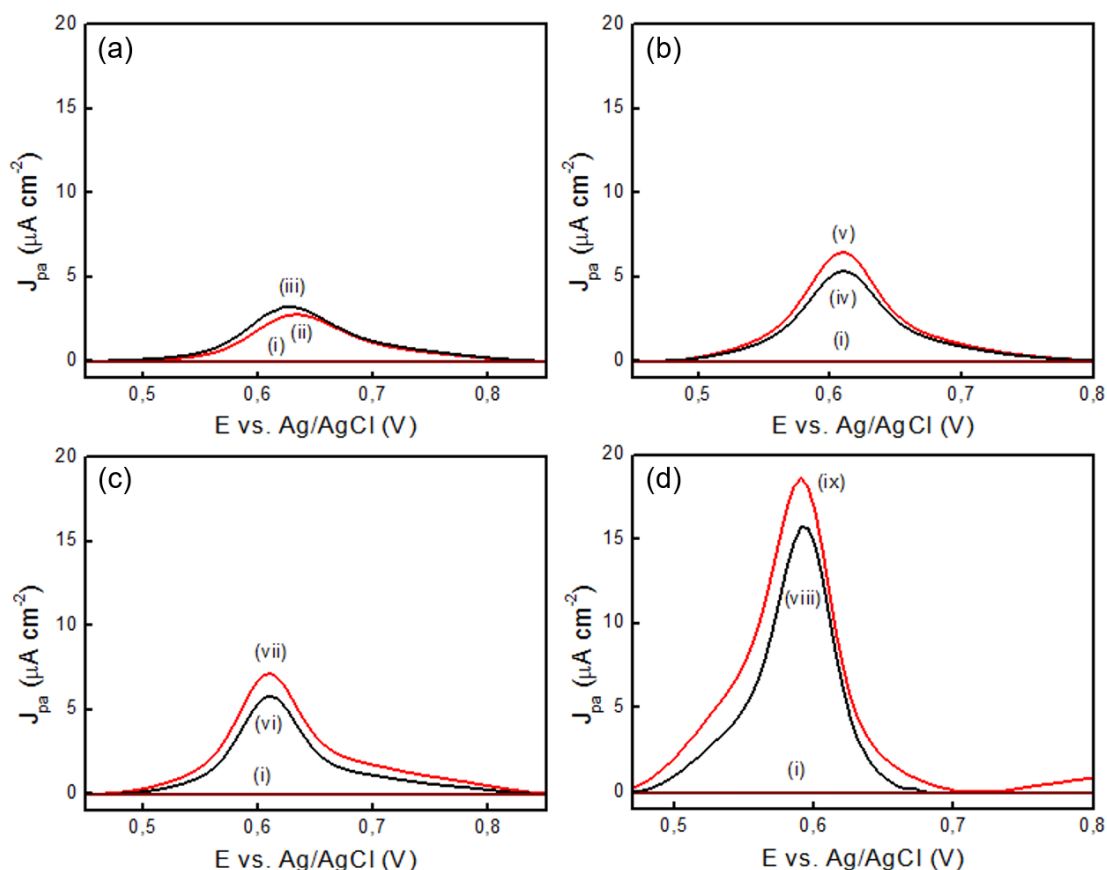 (a)
20
15
10
5
0
J_pa (μA cm⁻²)
(iii)
(ii)
(i)
0,5 0,6 0,7 0,8
E vs. Ag/AgCl (V)
(b)
20
15
10
5
0
J_pa (μA cm⁻²)
(v)
(iv)
(i)
0,5 0,6 0,7 0,8
E vs. Ag/AgCl (V)
(c)
20
15
10
5
0
J_pa (μA cm⁻²)
(vii)
(vi)
(i)
0,5 0,6 0,7 0,8
E vs. Ag/AgCl (V)
(d)
20
15
10
5
0
J_pa (μA cm⁻²)
(ix)
(viii)
(i)
0,5 0,6 0,7 0,8
E vs. Ag/AgCl (V)